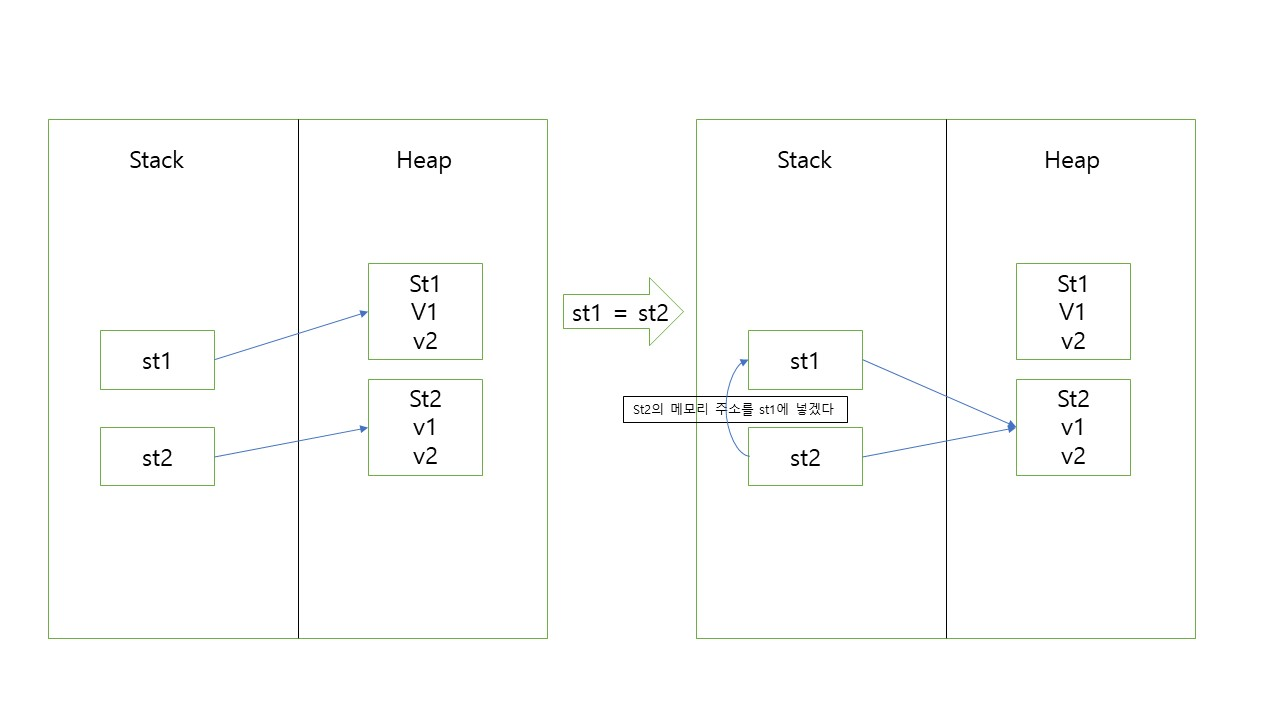 Stack
Heap
St1
V1
v2
st1
St2
v1
v2
st2
st1 = st2
Stack
Heap
St1
V1
v2
st1
St2의 메모리 주소를 st1에 넣겠다
St2
v1
v2
st2